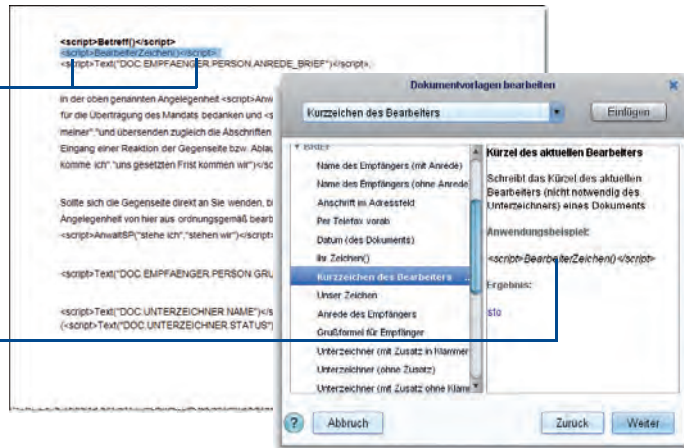 <script>Betreff()</script>
<script>BearbeiterZeichen()</script>
<script>Text("DOC.EMPFAENGER.PERSON.ANREDE_BRIEF")</script>,
in der oben genannten Angelegenheit <script>Anw
für die Übertragung des Mandats bedanken und <s
meiner","und übersenden zugleich die Abschriften
Eingang einer Reaktion der Gegenseite bzw. Ablau
komme ich","uns gesetzten Frist kommen wir")</sc
Sollte sich die Gegenseite direkt an Sie wenden, b
Angelegenheit von hier aus ordnungsgemäß bearb
<script>AnwaltSP("stehe ich","stehen wir")</script>
<script>Text("DOC.EMPFAENGER.PERSON.GRU
<script>Text("DOC.UNTERZEICHNER.NAME")</s
(<script>Text("DOC.UNTERZEICHNER.STATUS")
Dokumentvorlagen bearbeiten
Kurzzeichen des Bearbeiters
Einfügen
Name des Empfängers (mit Anrede)
Name des Empfängers (ohne Anrede
Anschrift im Adressfeld
Per Telefax vorab
Datum (des Dokuments)
Ihr Zeichen()
Kurzzeichen des Bearbeiters ...
Unser Zeichen
Anrede des Empfängers
Grußformel für Empfänger
Unterzeichner (mit Zusatz in Klammer
Unterzeichner (ohne Zusatz)
Unterzeichner (mit Zusatz ohne Klam
Kürzel des aktuellen Bearbeiters
Schreibt das Kürzel des aktuellen
Bearbeiters (nicht notwendig des
Unterzeichners) eines Dokuments
Anwendungsbeispiel:
<script>BearbeiterZeichen()</script>
Ergebnis:
sto
?
Abbruch
Zurück
Weiter